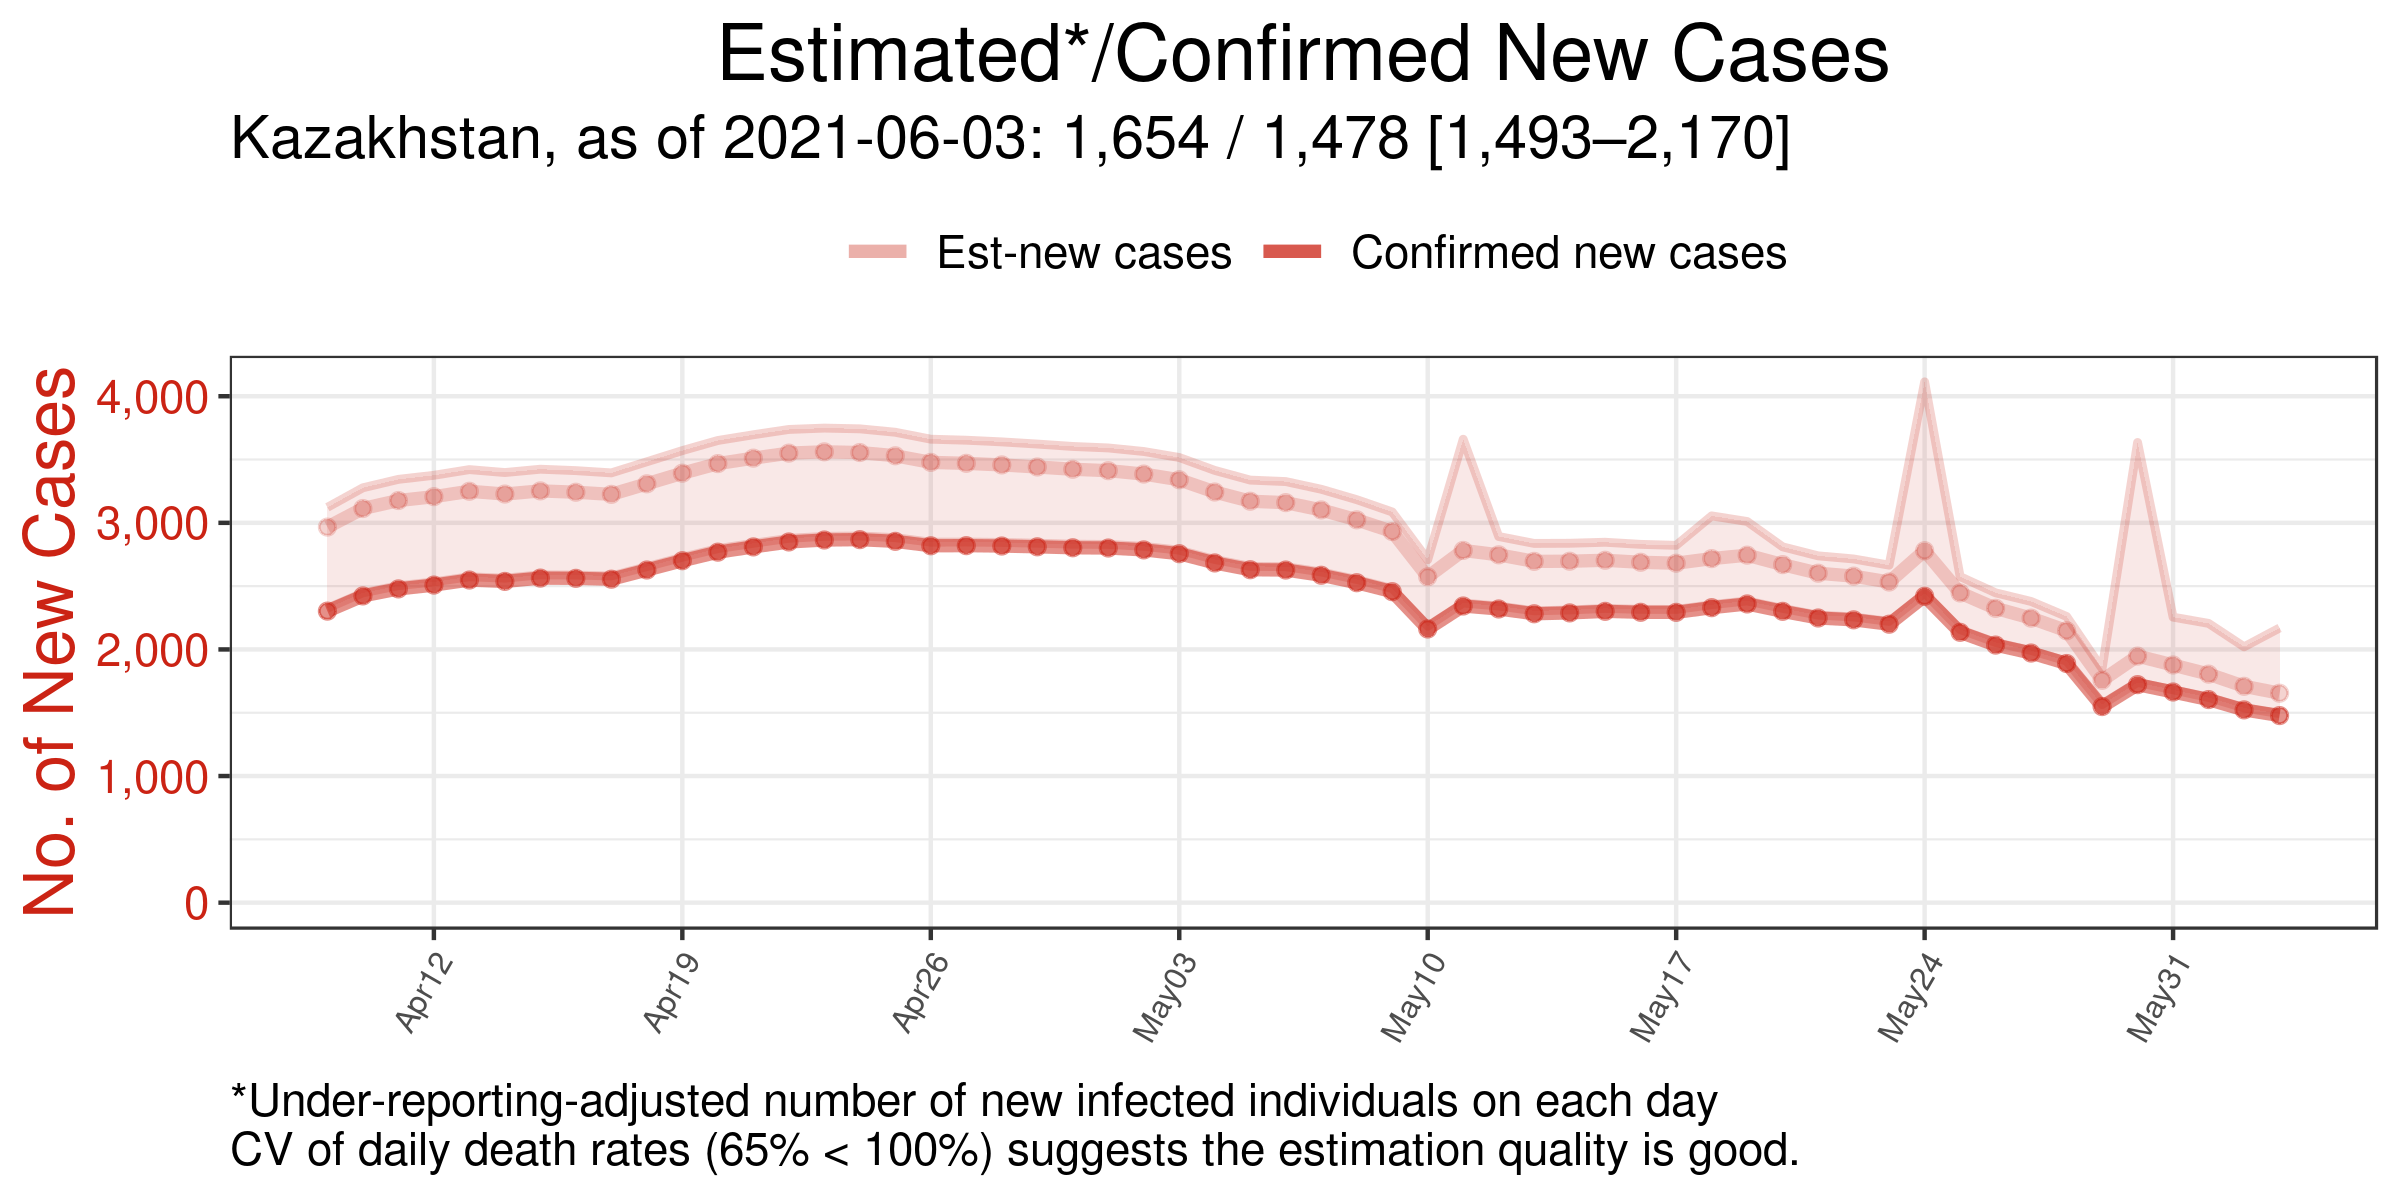 Estimated*/Confirmed New Cases
Kazakhstan, as of 2021-06-03: 1,654 / 1,478 [1,493–2,170]
Est-new cases Confirmed new cases
No. of New Cases
4,000
3,000
2,000
1,000
0
Apr12 Apr19 Apr26 May03 May10 May17 May24 May31
*Under-reporting-adjusted number of new infected individuals on each day
CV of daily death rates (65% < 100%) suggests the estimation quality is good.